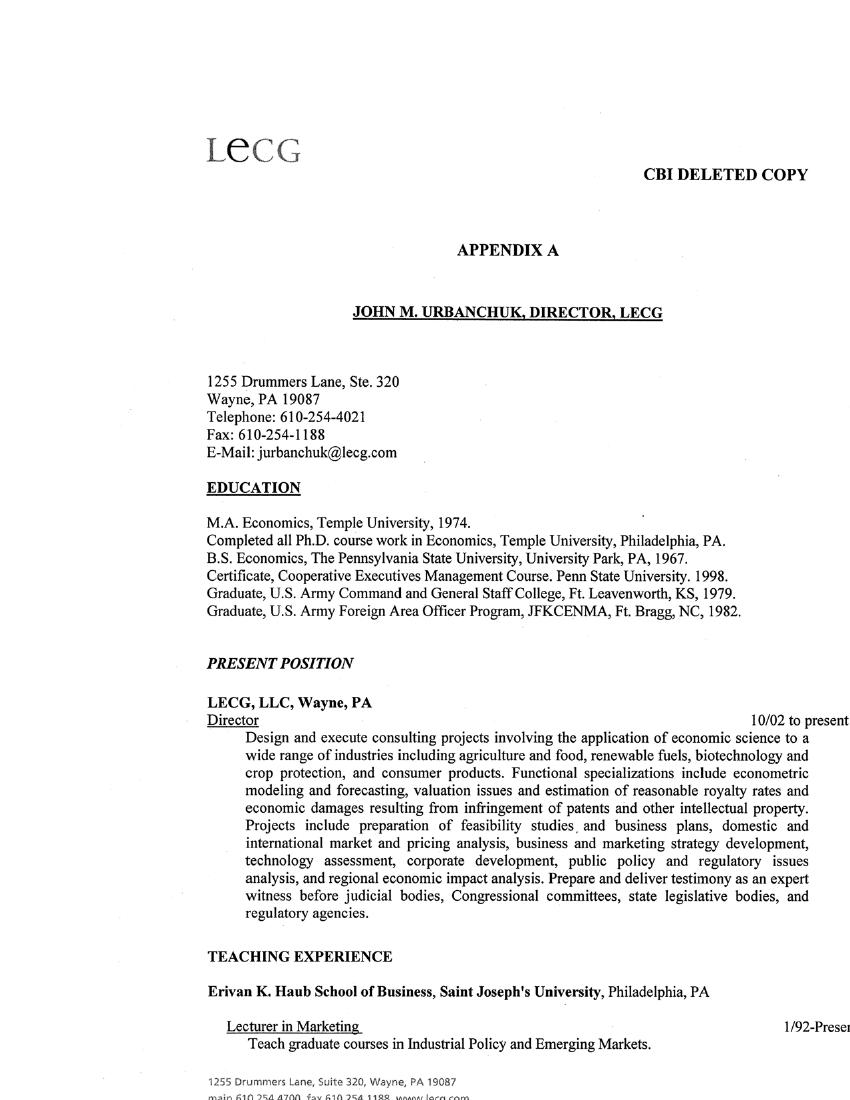 LECG
CBI DELETED COPY
APPENDIX A
JOHN M. URBANCHUK, DIRECTOR, LECG
1255 Drummers Lane, Ste. 320
Wayne, PA 19087
Telephone: 610-254-4021
Fax: 610-254-1188
E-Mail: jurbanchuk@lecg.com
EDUCATION
M.A. Economics, Temple University, 1974.
Completed all Ph.D. course work in Economics, Temple University, Philadelphia, PA.
B.S. Economics, The Pennsylvania State University, University Park, PA, 1967.
Certificate, Cooperative Executives Management Course. Penn State University. 1998.
Graduate, U.S. Army Command and General Staff College, Ft. Leavenworth, KS, 1979.
Graduate, U.S. Army Foreign Area Officer Program, JFKCENMA, Ft. Bragg, NC, 1982.
PRESENT POSITION
LECG, LLC, Wayne, PA
Director 10/02 to present
Design and execute consulting projects involving the application of economic science to a
wide range of industries including agriculture and food, renewable fuels, biotechnology and
crop protection, and consumer products. Functional specializations include econometric
modeling and forecasting, valuation issues and estimation of reasonable royalty rates and
economic damages resulting from infringement of patents and other intellectual property.
Projects include preparation of feasibility studies and business plans, domestic and
international market and pricing analysis, business and marketing strategy development,
technology assessment, corporate development, public policy and regulatory issues
analysis, and regional economic impact analysis. Prepare and deliver testimony as an expert
witness before judicial bodies, Congressional committees, state legislative bodies, and
regulatory agencies.
TEACHING EXPERIENCE
Erivan K. Haub School of Business, Saint Joseph's University, Philadelphia, PA
Lecturer in Marketing 1/92-Presen
Teach graduate courses in Industrial Policy and Emerging Markets.
1255 Drummers Lane, Suite 320, Wayne, PA 19087
main 610 254 4700 fax 610 254 1188 www.lecg.com